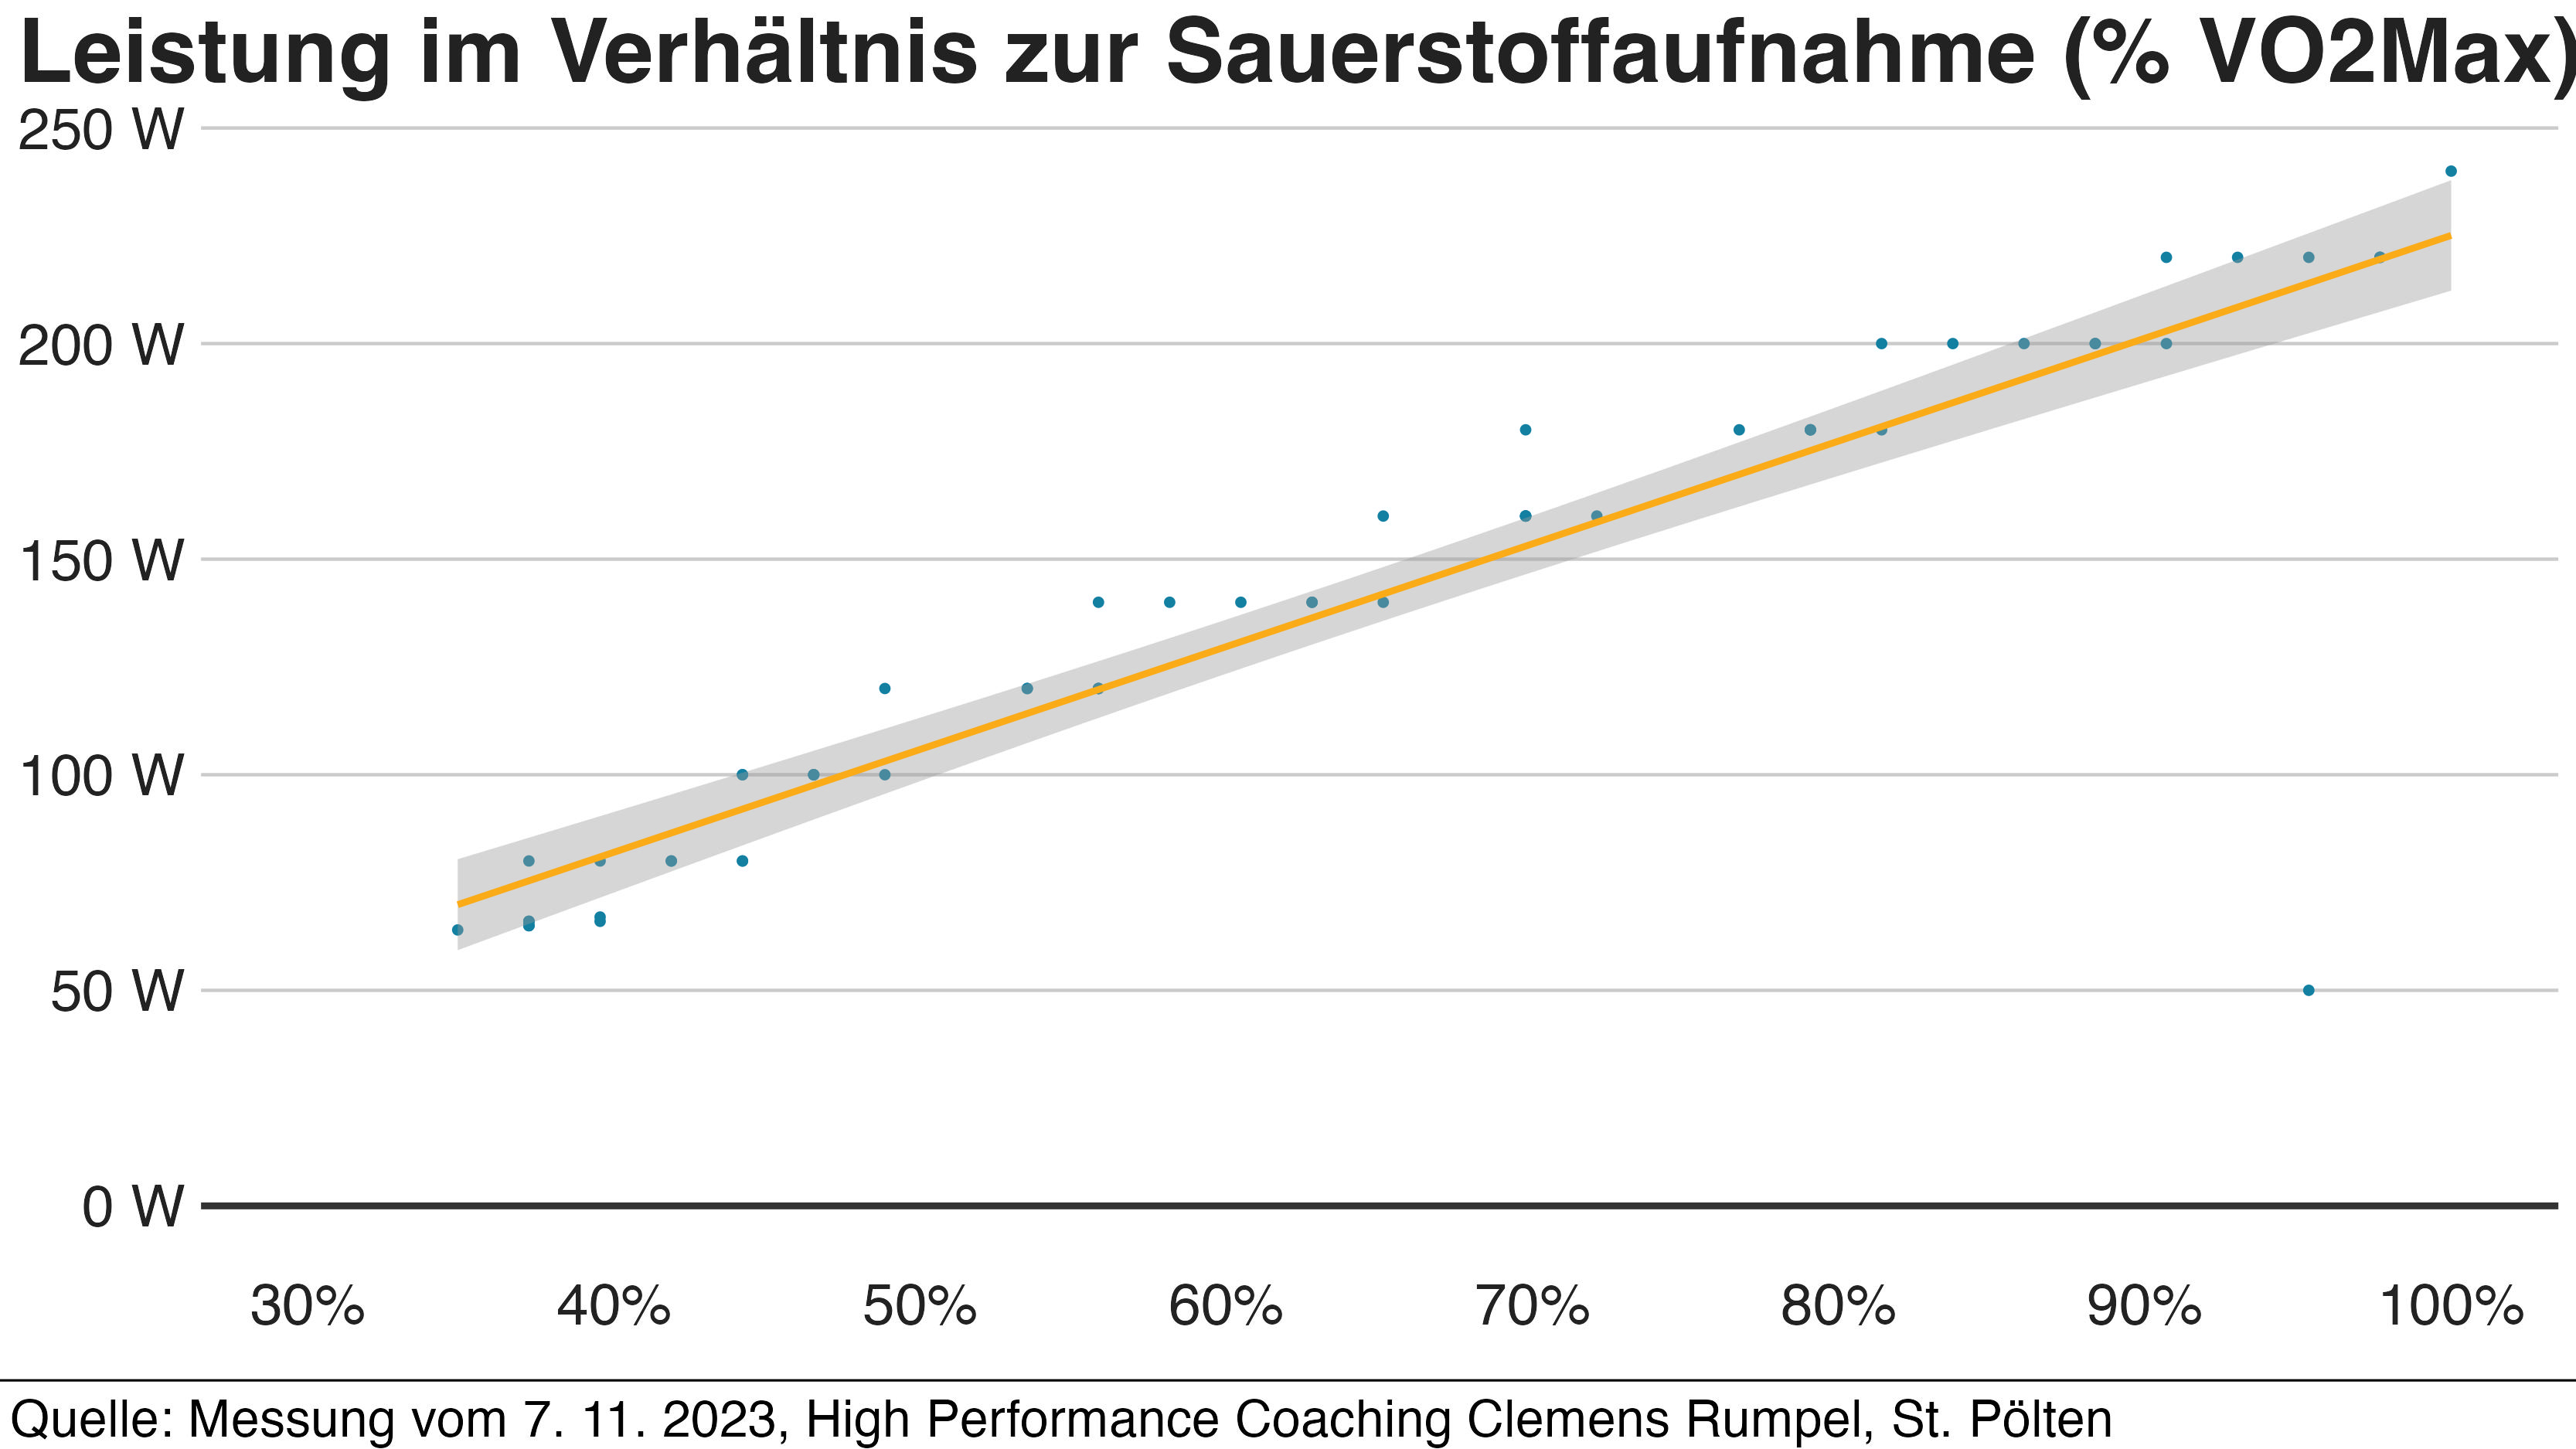 Leistung im Verhältnis zur Sauerstoffaufnahme (% VO2Max)
250 W
200 W
150 W
100 W
50 W
0 W
30% 40% 50% 60% 70% 80% 90% 100%
Quelle: Messung vom 7. 11. 2023, High Performance Coaching Clemens Rumpel, St. Pölten